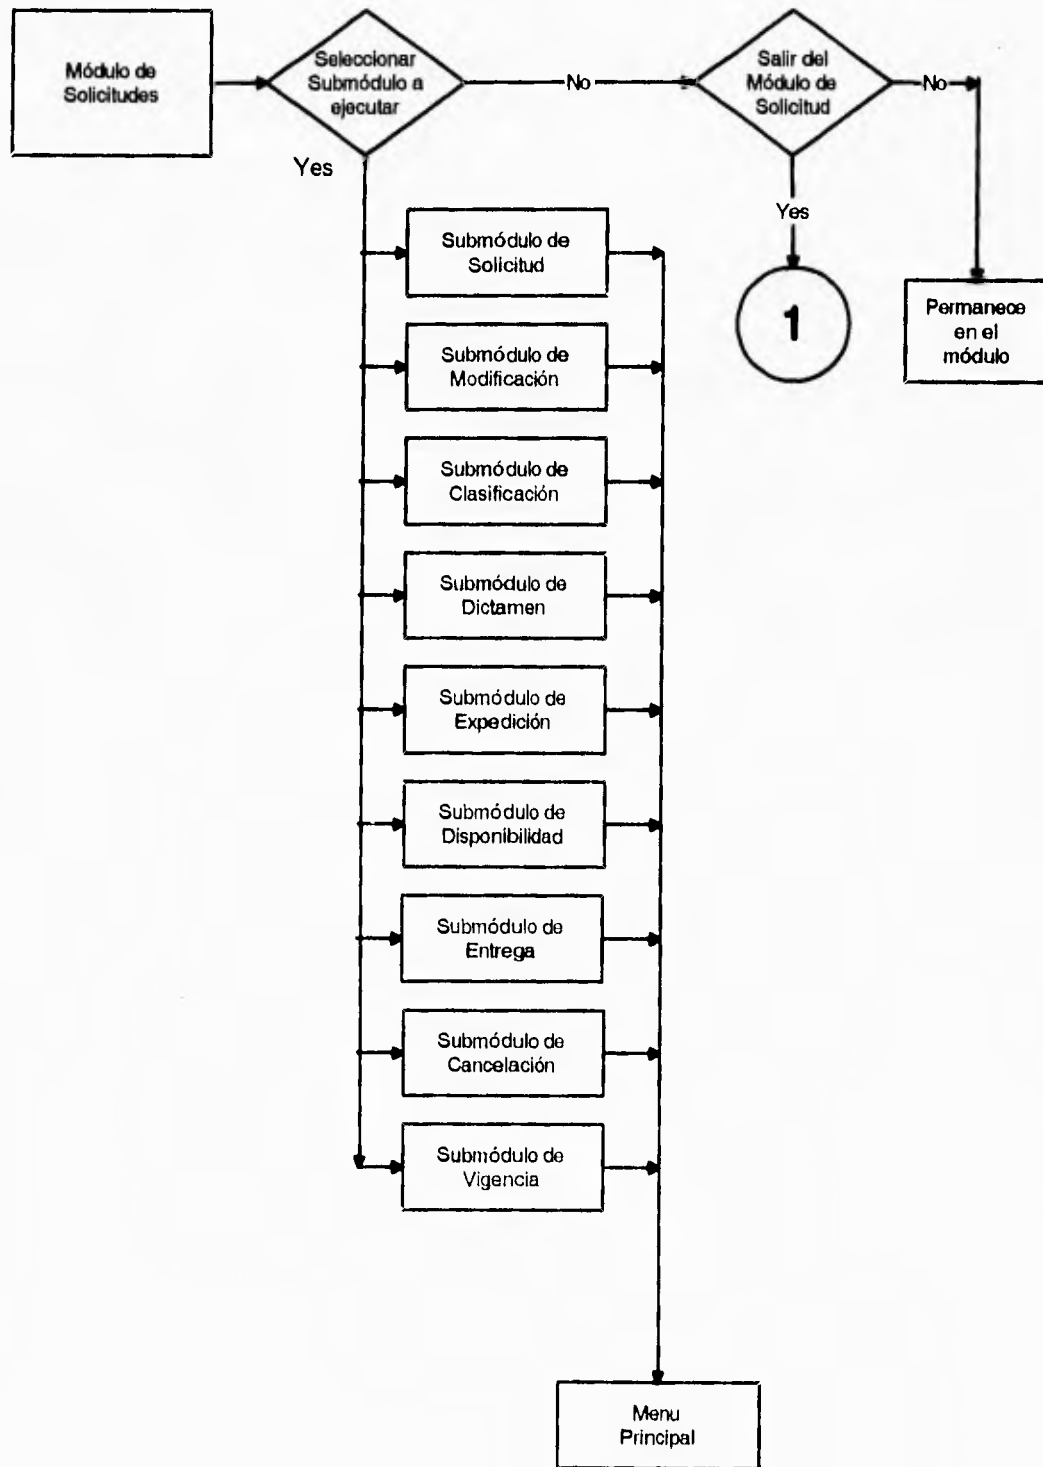 Módulo de
Solicitudes
Seleccionar
Submódulo a
ejecutar
No
Salir del
Módulo de
Solicitud
No
Yes
Yes
1
Permanece
en el
módulo
Submódulo de
Solicitud
Submódulo de
Modificación
Submódulo de
Clasificación
Submódulo de
Dictamen
Submódulo de
Expedición
Submódulo de
Disponibilidad
Submódulo de
Entrega
Submódulo de
Cancelación
Submódulo de
Vigencia
Menu
Principal